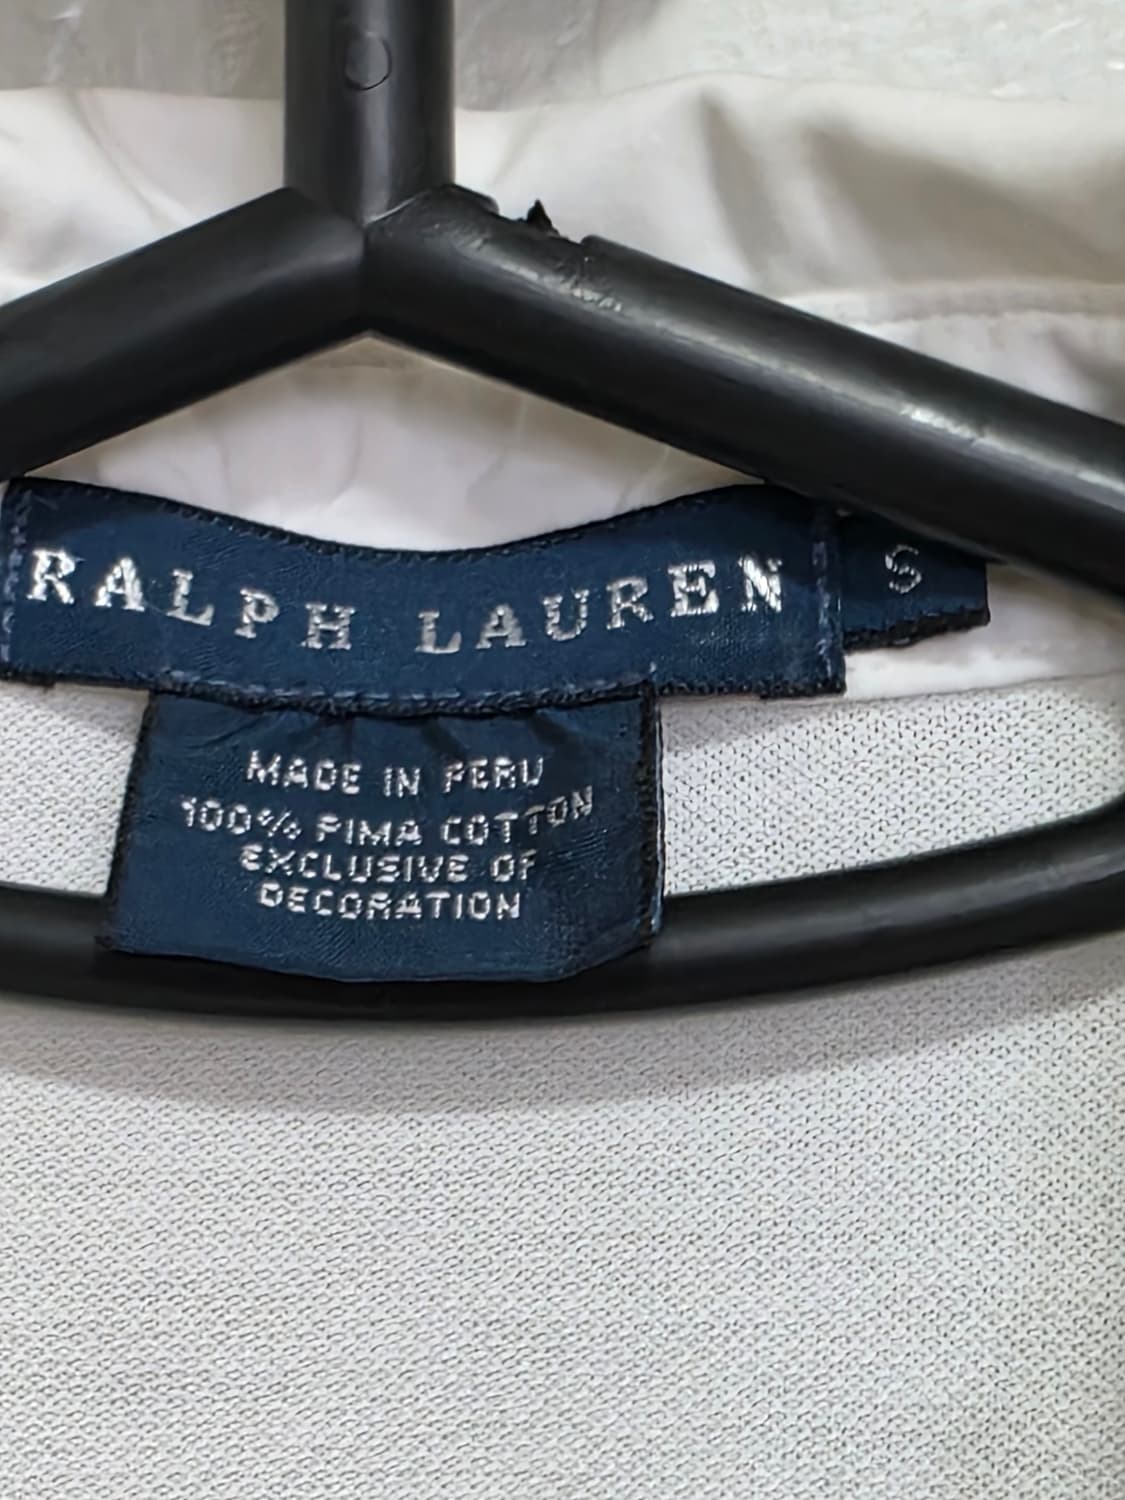 RALPH LAUREN
S
MADE IN PERU
100% PIMA COTTON
EXCLUSIVE OF
DECORATION